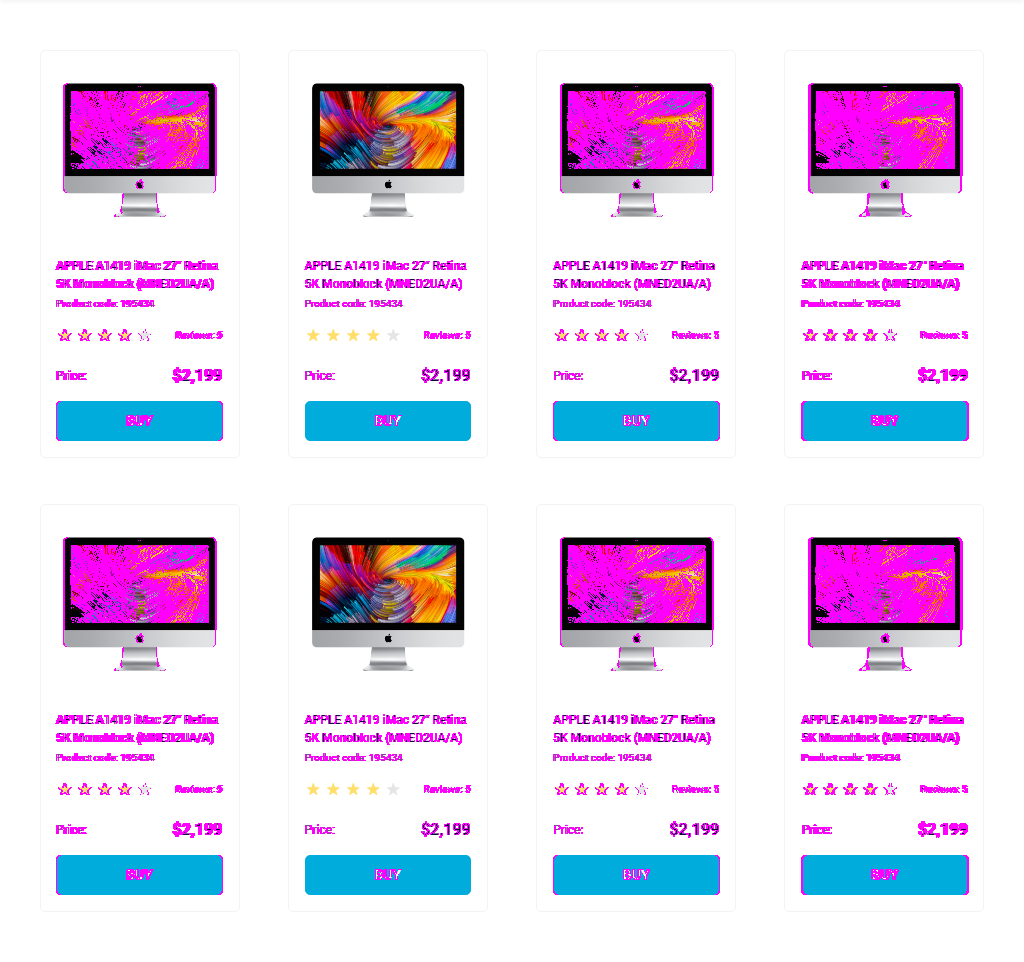 APPLE A1419 iMac 27" Retina
5K Monoblock (MNED2UA/A)
Product code: 195434
Reviews: 5
Price: $2,199
BUY
APPLE A1419 iMac 27" Retina
5K Monoblock (MNED2UA/A)
Product code: 195434
Reviews: 5
Price: $2,199
BUY
APPLE A1419 iMac 27" Retina
5K Monoblock (MNED2UA/A)
Product code: 195434
Reviews: 5
Price: $2,199
BUY
APPLE A1419 iMac 27" Retina
5K Monoblock (MNED2UA/A)
Product code: 195434
Reviews: 5
Price: $2,199
BUY
APPLE A1419 iMac 27" Retina
5K Monoblock (MNED2UA/A)
Product code: 195434
Reviews: 5
Price: $2,199
BUY
APPLE A1419 iMac 27" Retina
5K Monoblock (MNED2UA/A)
Product code: 195434
Reviews: 5
Price: $2,199
BUY
APPLE A1419 iMac 27" Retina
5K Monoblock (MNED2UA/A)
Product code: 195434
Reviews: 5
Price: $2,199
BUY
APPLE A1419 iMac 27" Retina
5K Monoblock (MNED2UA/A)
Product code: 195434
Reviews: 5
Price: $2,199
BUY